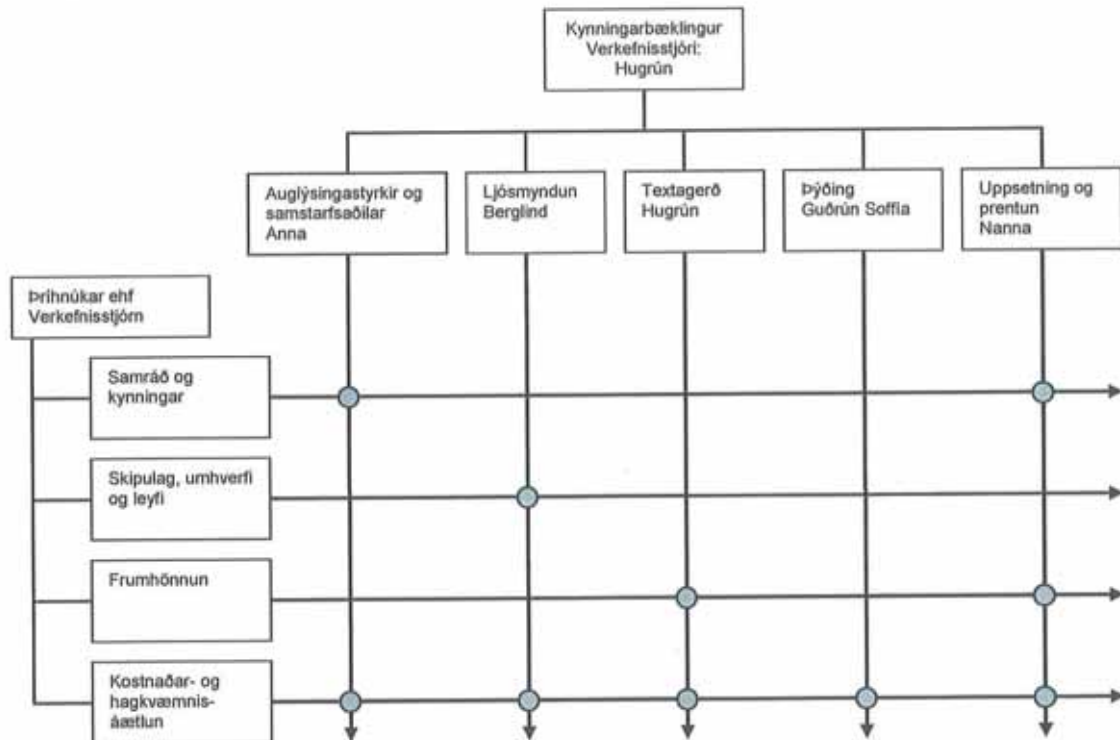 Kynningarbæklingur
Verkefnisstjóri:
Hugrún
Auglýsingastyrkir og
samstarfsaðilar
Anna
Ljósmyndun
Berglind
Textagerð
Hugrún
Þýðing
Guðrún Soffía
Uppsetning og
prentun
Nanna
Þríhnúkar ehf
Verkefnisstjórn
Samráð og
kynningar
Skipulag, umhverfi
og leyfi
Frumhönnun
Kostnaðar- og
hagkvæmnis-
áætlun